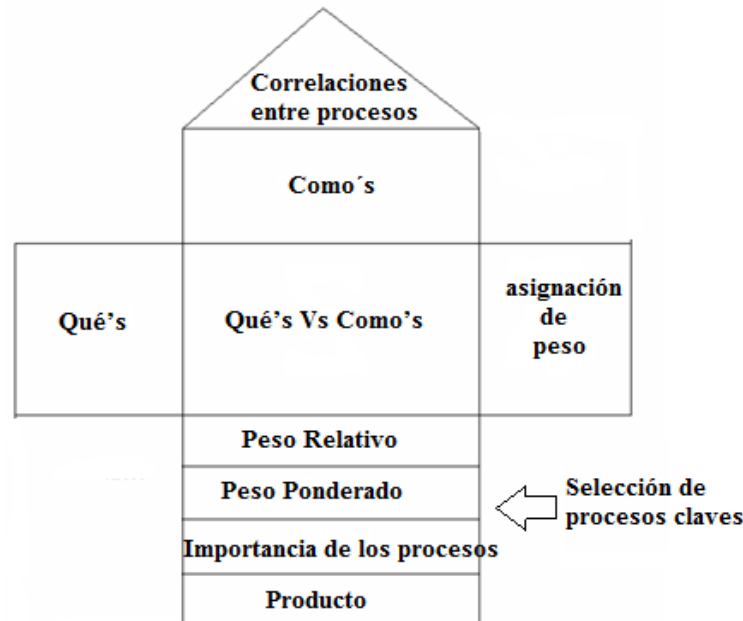 Correlaciones
entre procesos
Como´s
Qué’s
Qué’s Vs Como’s
asignación
de
peso
Peso Relativo
Peso Ponderado
Selección de
procesos claves
Importancia de los procesos
Producto